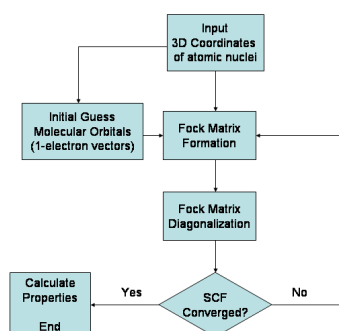 Input
3D Coordinates
of atomic nuclei
Initial Guess
Molecular Orbitals
(1-electron vectors)
Fock Matrix
Formation
Fock Matrix
Diagonalization
Calculate
Properties
End
Yes
SCF
Converged?
No